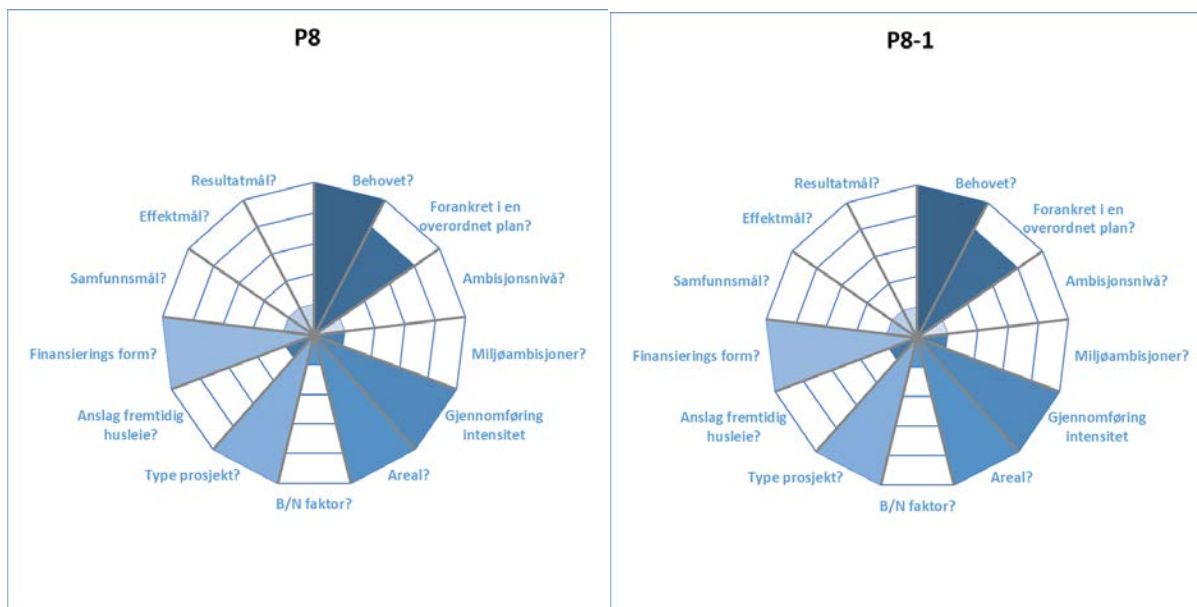 P8
Resultatmål?
Behovet?
Effektmål?
Forankret i en
overordnet plan?
Samfunnsmål?
Ambisjonsnivå?
Finansierings form?
Miljøambisjoner?
Anslag fremtidig
husleie?
Gjennomføring
intensitet
Type prosjekt?
Areal?
B/N faktor?
P8-1
Resultatmål?
Behovet?
Effektmål?
Forankret i en
overordnet plan?
Samfunnsmål?
Ambisjonsnivå?
Finansierings form?
Miljøambisjoner?
Anslag fremtidig
husleie?
Gjennomføring
intensitet
Type prosjekt?
Areal?
B/N faktor?